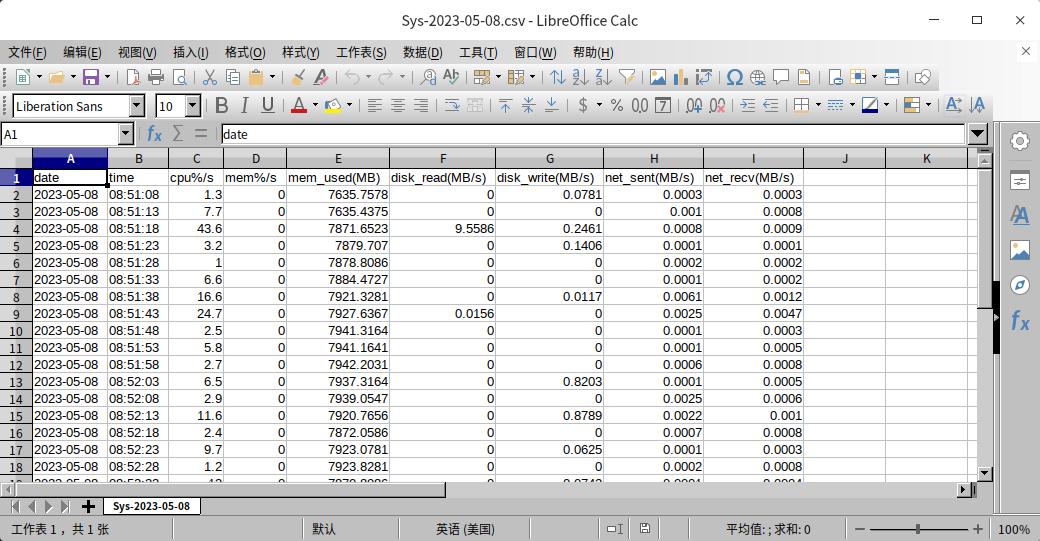 Sys-2023-05-08.csv - LibreOffice Calc
文件(F) 编辑(E) 视图(V) 插入(I) 格式(O) 样式(Y) 工作表(S) 数据(D) 工具(T) 窗口(W) 帮助(H)
Liberation Sans 10 B I U A $ % 0.0 7 .00 .00
A1 fx Σ = date
A B C D E F G H I J K
1 date time cpu%/s mem%/s mem_used(MB) disk_read(MB/s) disk_write(MB/s) net_sent(MB/s) net_recv(MB/s)
2 2023-05-08 08:51:08 1.3 0 7635.7578 0 0.0781 0.0003 0.0003
3 2023-05-08 08:51:13 7.7 0 7635.4375 0 0 0.001 0.0008
4 2023-05-08 08:51:18 43.6 0 7871.6523 9.5586 0.2461 0.0008 0.0009
5 2023-05-08 08:51:23 3.2 0 7879.707 0 0.1406 0.0001 0.0001
6 2023-05-08 08:51:28 1 0 7878.8086 0 0 0.0002 0.0002
7 2023-05-08 08:51:33 6.6 0 7884.4727 0 0 0.0001 0.0002
8 2023-05-08 08:51:38 16.6 0 7921.3281 0 0.0117 0.0061 0.0012
9 2023-05-08 08:51:43 24.7 0 7927.6367 0.0156 0 0.0025 0.0047
10 2023-05-08 08:51:48 2.5 0 7941.3164 0 0 0.0001 0.0003
11 2023-05-08 08:51:53 5.8 0 7941.1641 0 0 0.0001 0.0005
12 2023-05-08 08:51:58 2.7 0 7942.2031 0 0 0.0006 0.0008
13 2023-05-08 08:52:03 6.5 0 7937.3164 0 0.8203 0.0001 0.0005
14 2023-05-08 08:52:08 2.9 0 7939.0547 0 0 0.0025 0.0006
15 2023-05-08 08:52:13 11.6 0 7920.7656 0 0.8789 0.0022 0.001
16 2023-05-08 08:52:18 2.4 0 7872.0586 0 0 0.0007 0.0008
17 2023-05-08 08:52:23 9.7 0 7923.0781 0 0.0625 0.0001 0.0003
18 2023-05-08 08:52:28 1.2 0 7923.8281 0 0 0.0002 0.0008
Sys-2023-05-08
工作表 1，共 1 张 默认 英语 (美国) 平均值: ; 求和: 0 100%